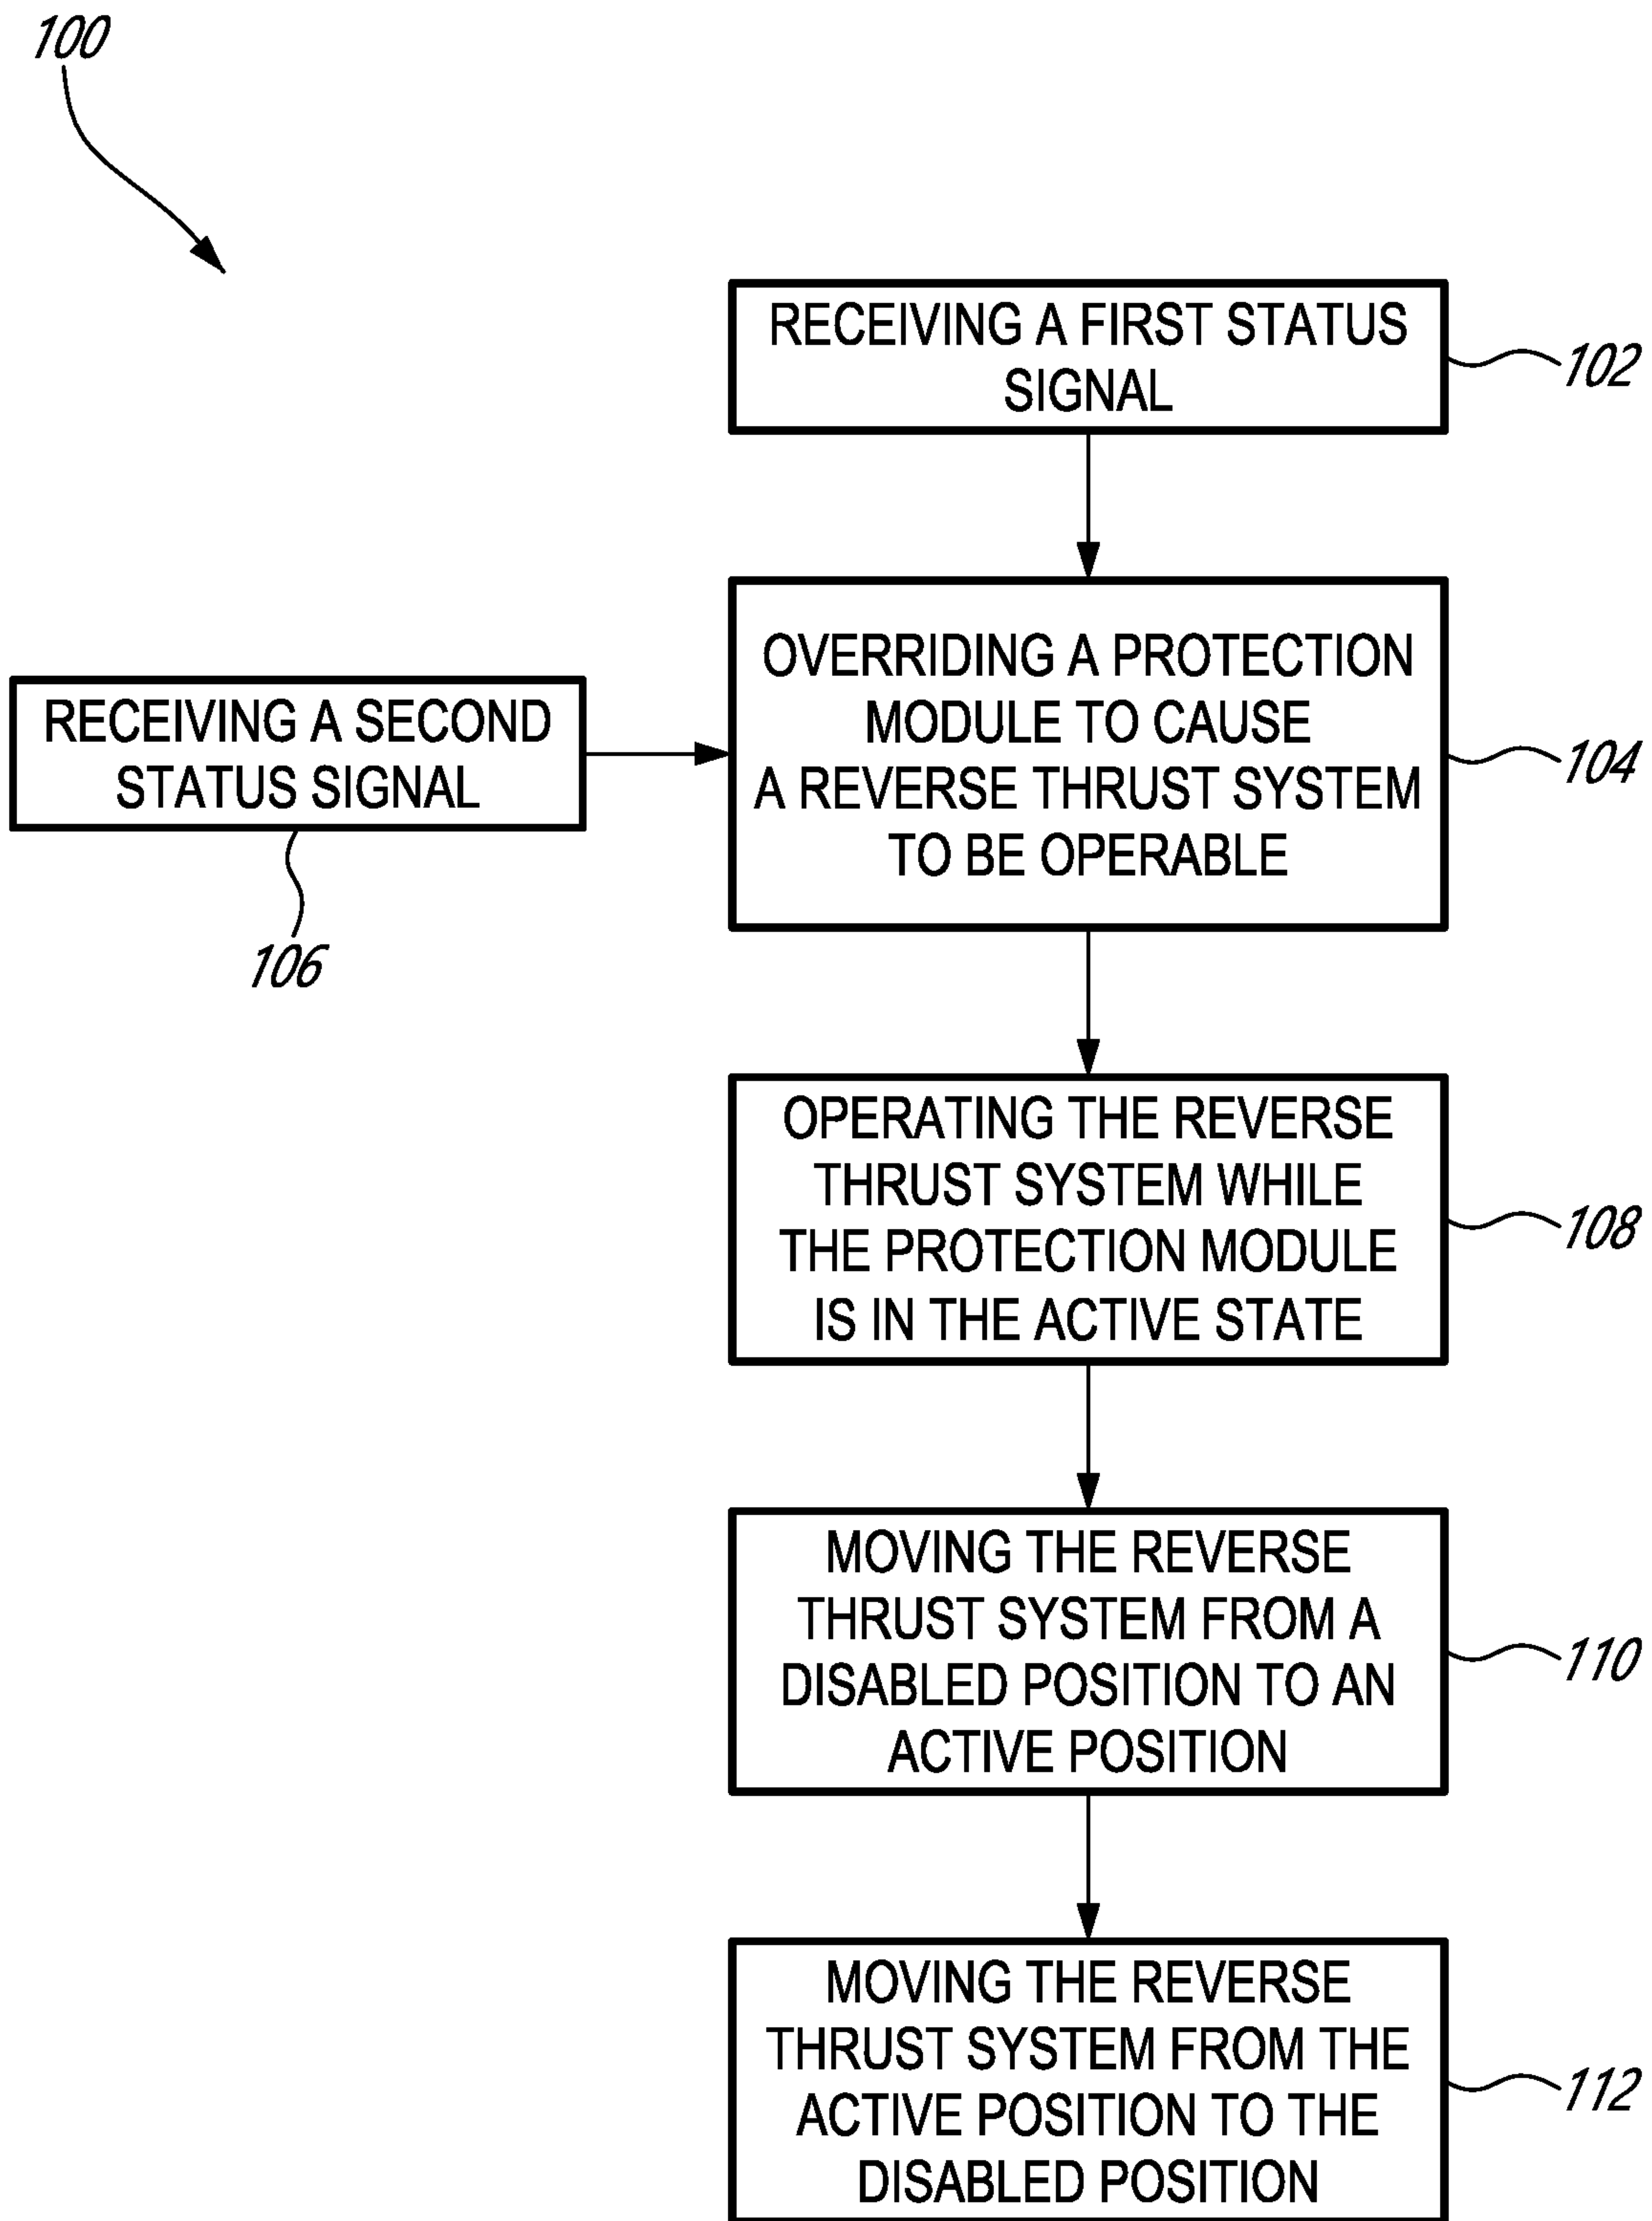 100
RECEIVING A FIRST STATUS
SIGNAL
102
OVERRIDING A PROTECTION
MODULE TO CAUSE
A REVERSE THRUST SYSTEM
TO BE OPERABLE
104
RECEIVING A SECOND
STATUS SIGNAL
106
OPERATING THE REVERSE
THRUST SYSTEM WHILE
THE PROTECTION MODULE
IS IN THE ACTIVE STATE
108
MOVING THE REVERSE
THRUST SYSTEM FROM A
DISABLED POSITION TO AN
ACTIVE POSITION
110
MOVING THE REVERSE
THRUST SYSTEM FROM THE
ACTIVE POSITION TO THE
DISABLED POSITION
112